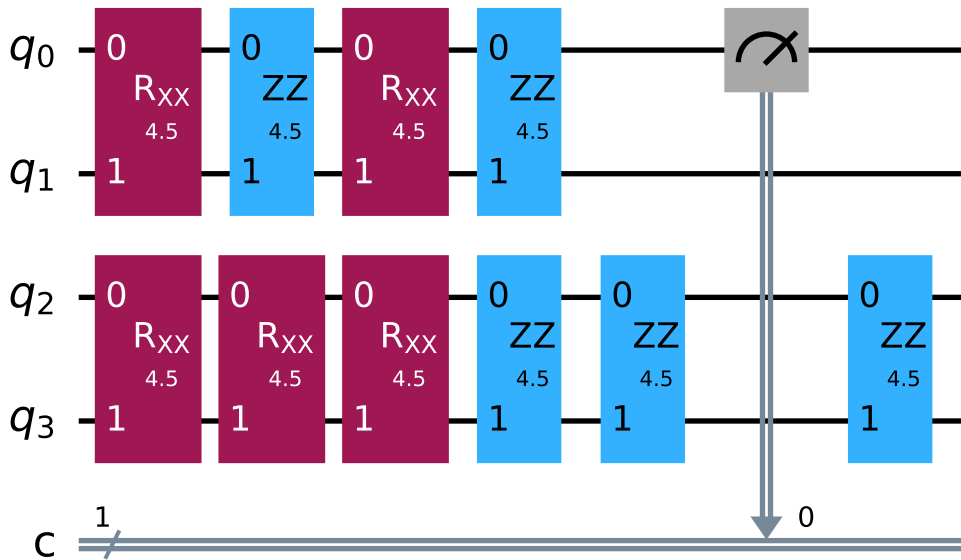 q0 0 0 0 0
RXX ZZ RXX ZZ
4.5 4.5 4.5 4.5
q1 1 1 1 1
q2 0 0 0 0 0 0
RXX RXX RXX ZZ ZZ ZZ
4.5 4.5 4.5 4.5 4.5 4.5
q3 1 1 1 1 1 1
1 0
c